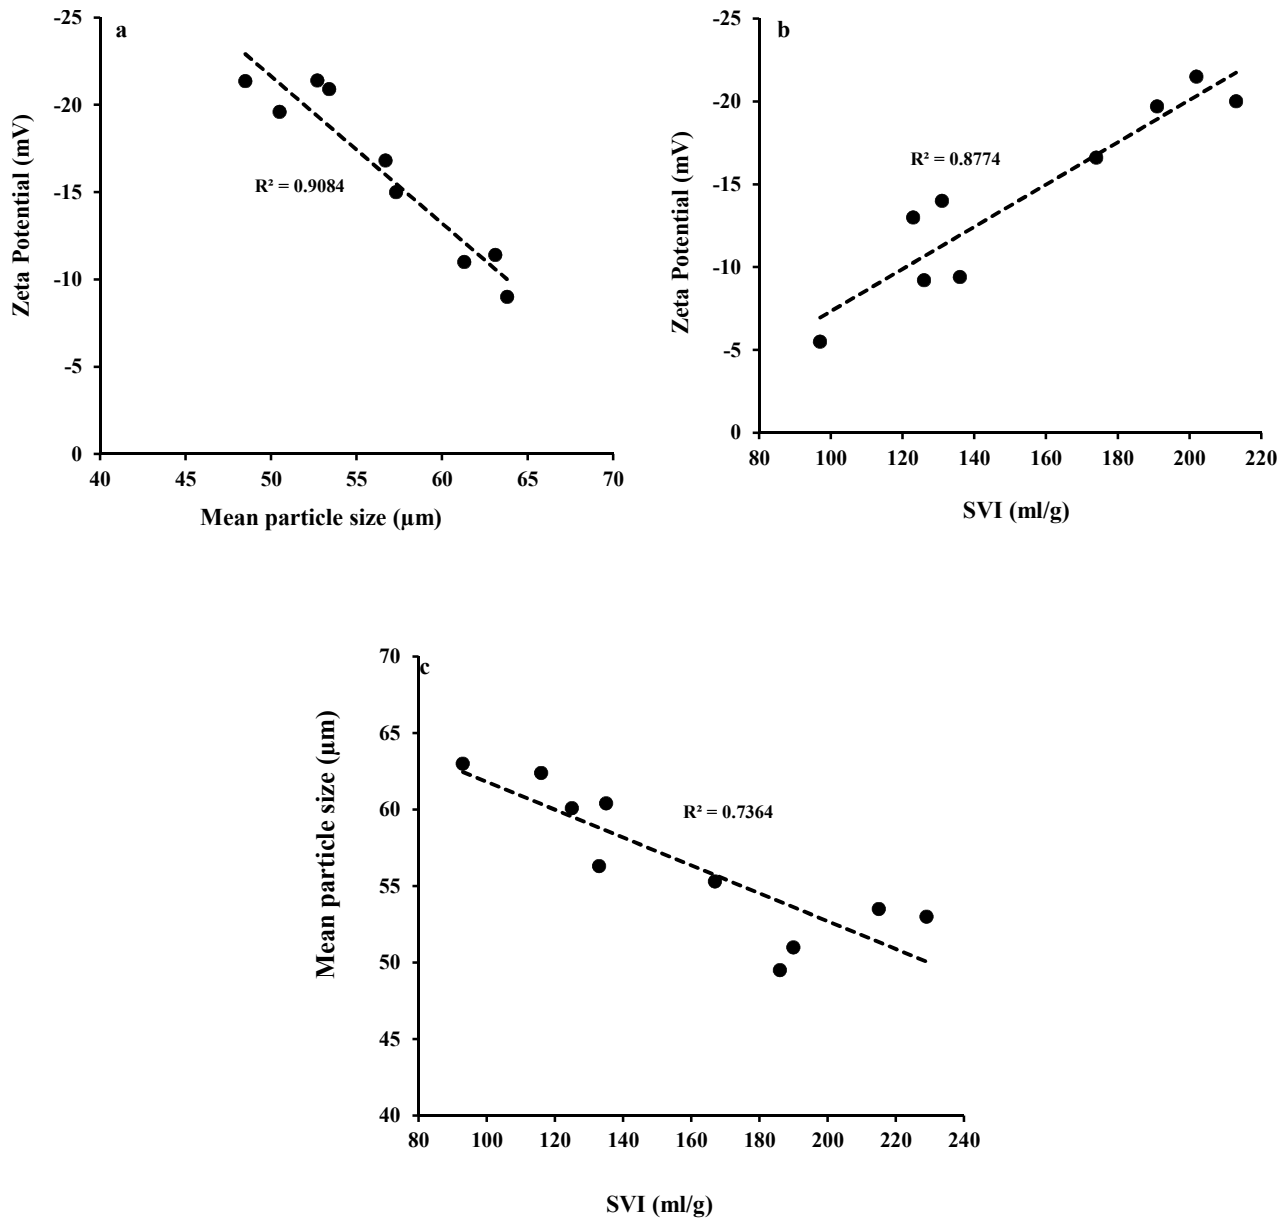 a
-25
-20
-15
-10
-5
0
Zeta Potential (mV)
R² = 0.9084
40 45 50 55 60 65 70
Mean particle size (µm)
b
-25
-20
-15
-10
-5
0
Zeta Potential (mV)
R² = 0.8774
80 100 120 140 160 180 200 220
SVI (ml/g)
c
70
65
60
55
50
45
40
Mean particle size (µm)
R² = 0.7364
80 100 120 140 160 180 200 220 240
SVI (ml/g)